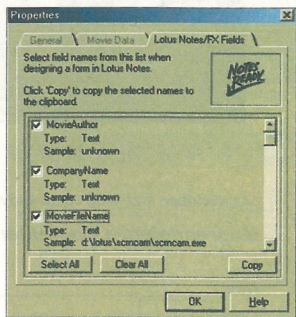 Properties
General
Movie Data
Lotus Notes/FX Fields
Select field names from this list when
designing a form in Lotus Notes.
NOTES
READY
Click 'Copy' to copy the selected names to
the clipboard.
MovieAuthor
Type: Text
Sample: unknown
CompanyName
Type: Text
Sample: unknown
MovieFileName
Type: Text
Sample: d:\lotus\scrncam\scrncam.exe
Select All
Clear All
Copy
OK
Help